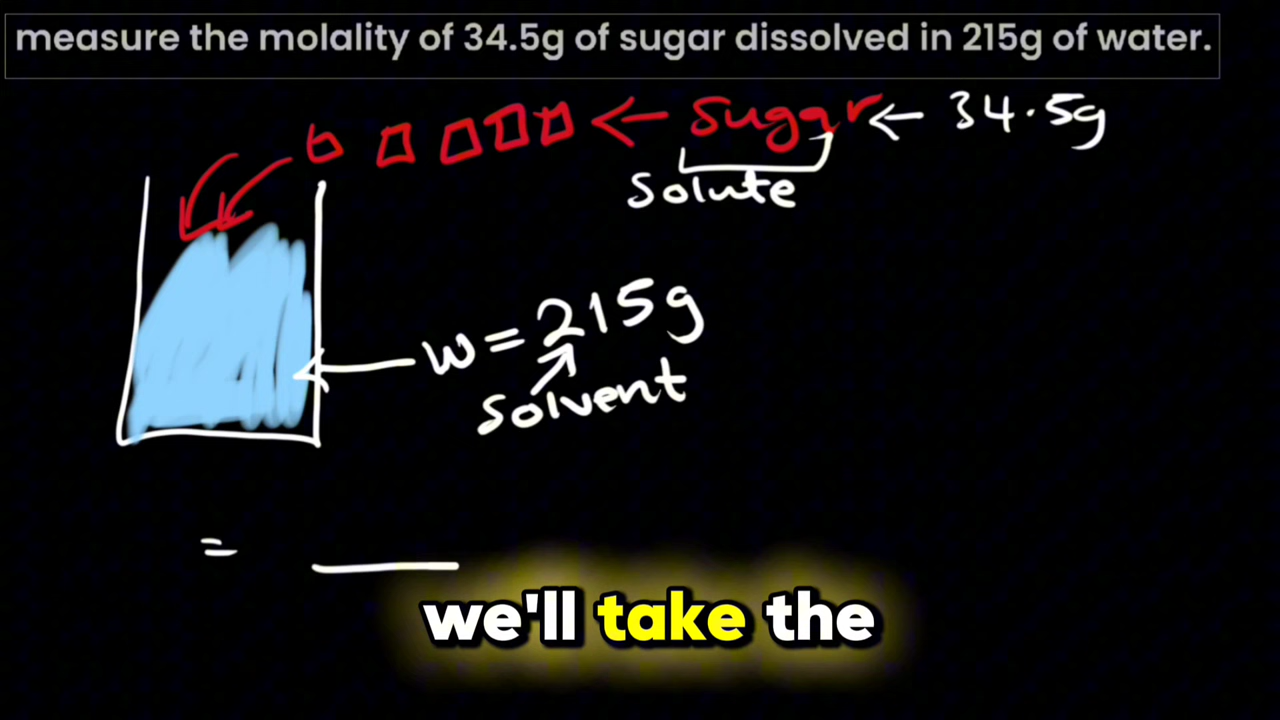 measure the molality of 34.5g of sugar dissolved in 215g of water.
sugar ← 34.5g
Solute
w = 215g
Solvent
=
we'll take the